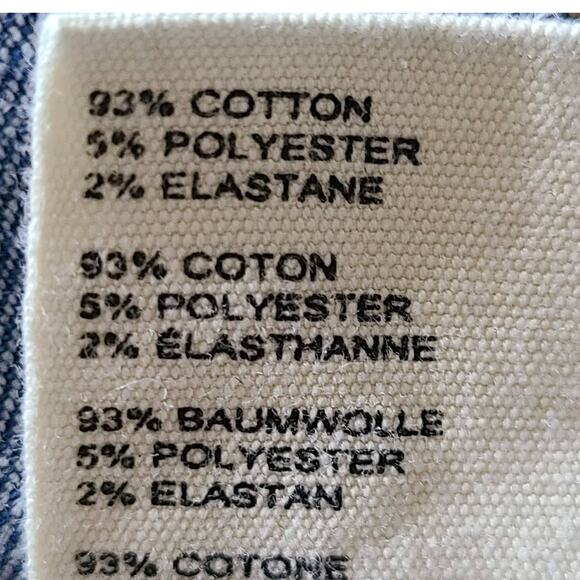 93% COTTON
5% POLYESTER
2% ELASTANE
93% COTON
5% POLYESTER
2% ÉLASTHANNE
93% BAUMWOLLE
5% POLYESTER
2% ELASTAN
93% COTONE